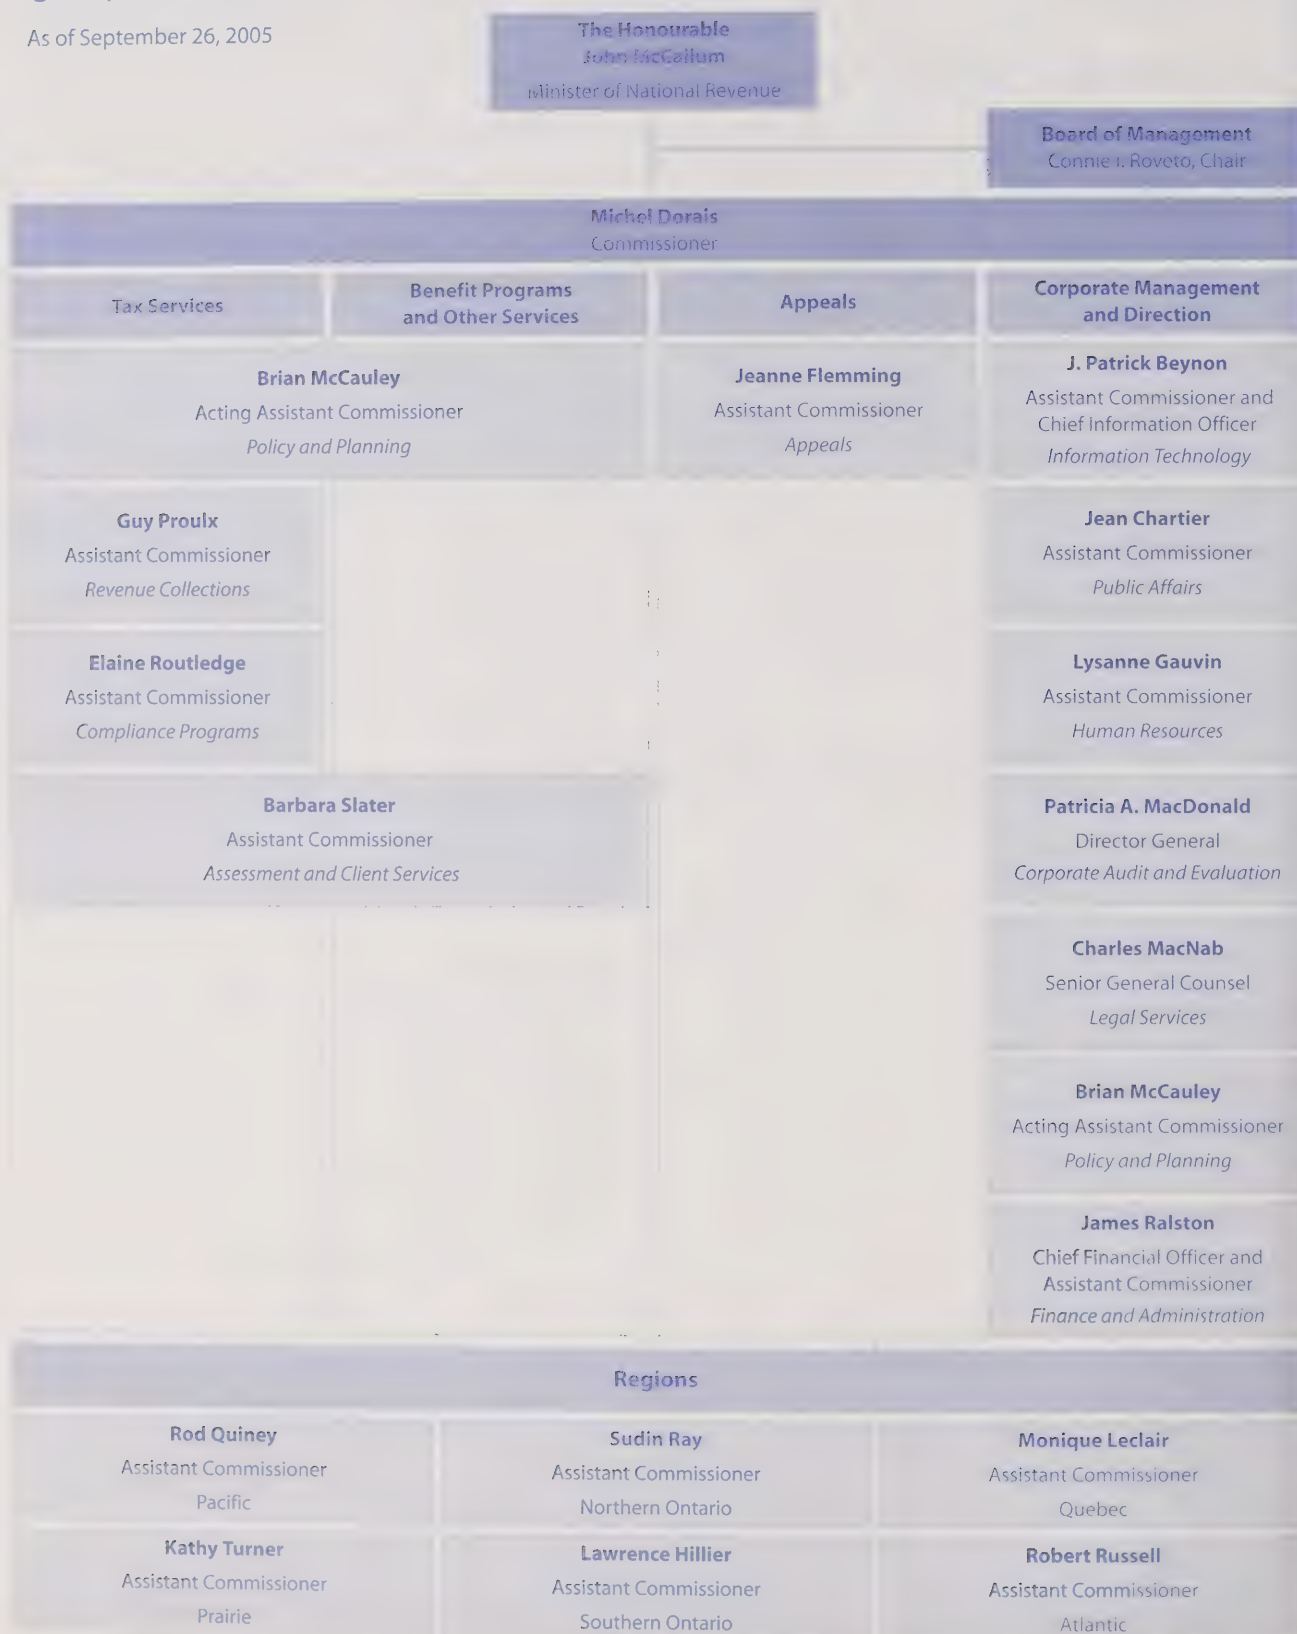 As of September 26, 2005
The Honourable
John McCallum
Minister of National Revenue
Board of Management
Connie I. Roveto, Chair
Michel Dorais
Commissioner
Tax Services
Benefit Programs
and Other Services
Appeals
Corporate Management
and Direction
Brian McCauley
Acting Assistant Commissioner
Policy and Planning
Jeanne Flemming
Assistant Commissioner
Appeals
J. Patrick Beynon
Assistant Commissioner and
Chief Information Officer
Information Technology
Guy Proulx
Assistant Commissioner
Revenue Collections
Jean Chartier
Assistant Commissioner
Public Affairs
Elaine Routledge
Assistant Commissioner
Compliance Programs
Lysanne Gauvin
Assistant Commissioner
Human Resources
Barbara Slater
Assistant Commissioner
Assessment and Client Services
Patricia A. MacDonald
Director General
Corporate Audit and Evaluation
Charles MacNab
Senior General Counsel
Legal Services
Brian McCauley
Acting Assistant Commissioner
Policy and Planning
James Ralston
Chief Financial Officer and
Assistant Commissioner
Finance and Administration
Regions
Rod Quiney
Assistant Commissioner
Pacific
Sudin Ray
Assistant Commissioner
Northern Ontario
Monique Leclair
Assistant Commissioner
Quebec
Kathy Turner
Assistant Commissioner
Prairie
Lawrence Hillier
Assistant Commissioner
Southern Ontario
Robert Russell
Assistant Commissioner
Atlantic